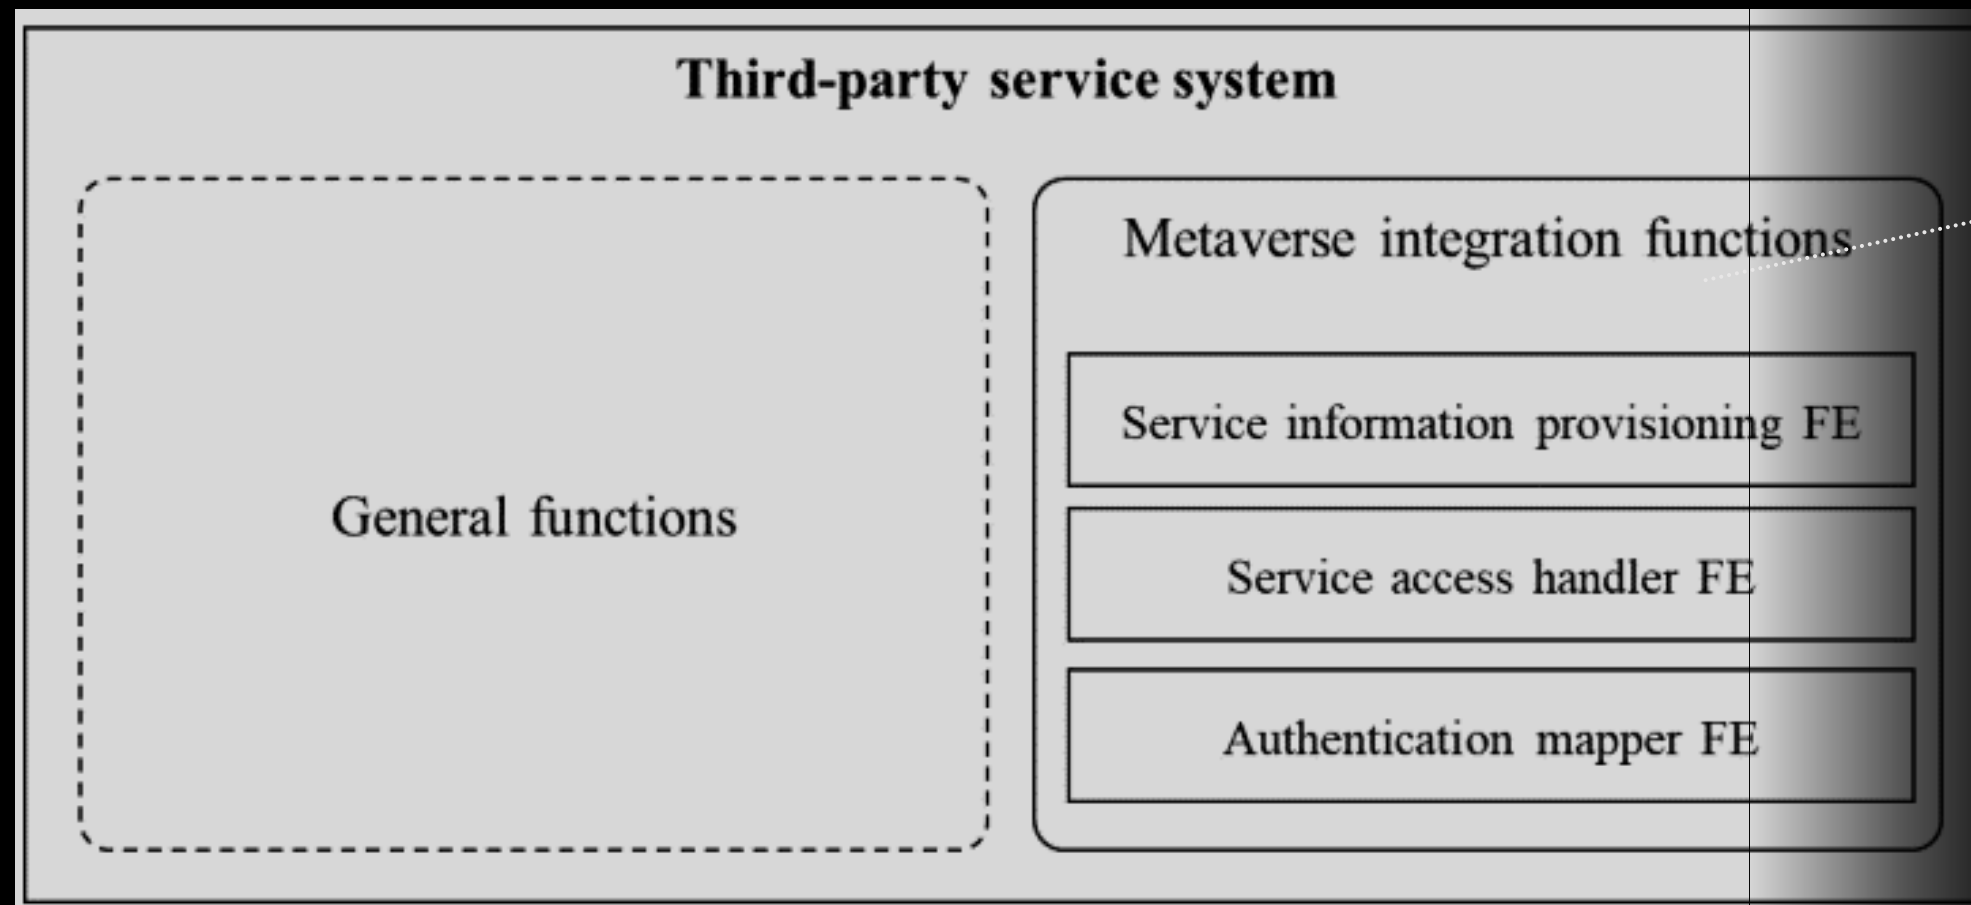 Third-party service system
General functions
Metaverse integration functions
Service information provisioning FE
Service access handler FE
Authentication mapper FE